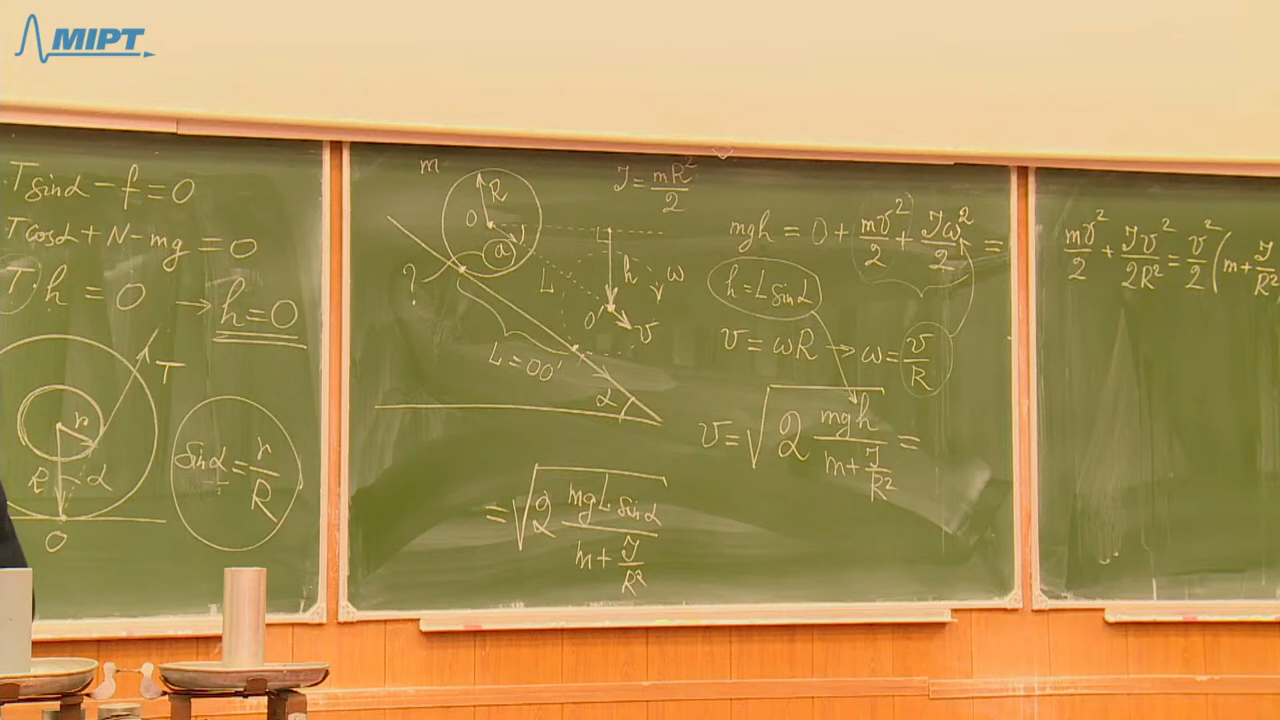 MIPT
T sinα − f = 0
T cosα + N − mg = 0
T·h = 0 → h = 0
T
r
R
α
O
sinα = r/R
m
R
O
a
J = mR²/2
?
L
h
ω
O'
v
L = OO'
α
mgh = 0 + mv²/2 + Jω²/2 =
h = L sinα
v = ωR → ω = v/R
v = √(2 mgh/(m + J/R²)) =
= √(2 mgL sinα/(m + J/R²))
mv²/2 + Jv²/2R² = v²/2 (m + J/R²